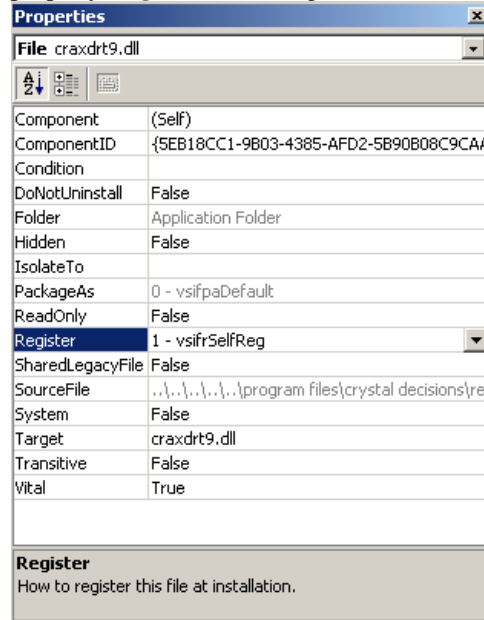 Properties
File craxdrt9.dll
Component (Self)
ComponentID {5EB18CC1-9B03-4385-AFD2-5B90B08C9CAA
Condition
DoNotUninstall False
Folder Application Folder
Hidden False
IsolateTo
PackageAs 0 - vsifpaDefault
ReadOnly False
Register 1 - vsifrSelfReg
SharedLegacyFile False
SourceFile ..\..\..\..\..\program files\crystal decisions\re
System False
Target craxdrt9.dll
Transitive False
Vital True
Register
How to register this file at installation.